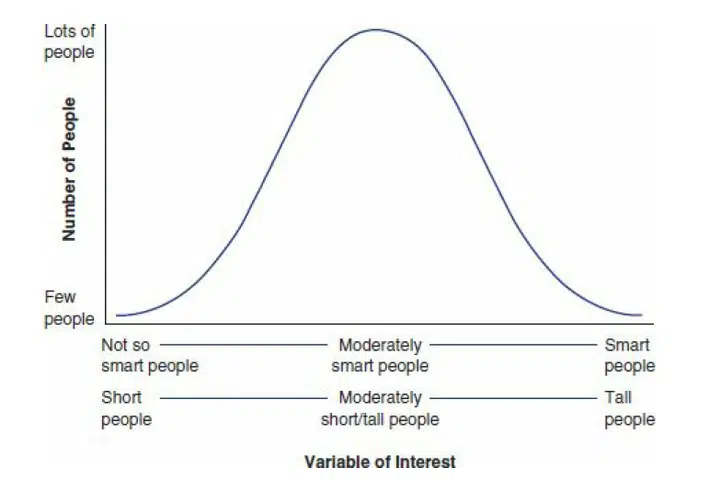 Lots of
people
Number of People
Few
people
Not so Moderately Smart
smart people smart people people
Short Moderately Tall
people short/tall people people
Variable of Interest